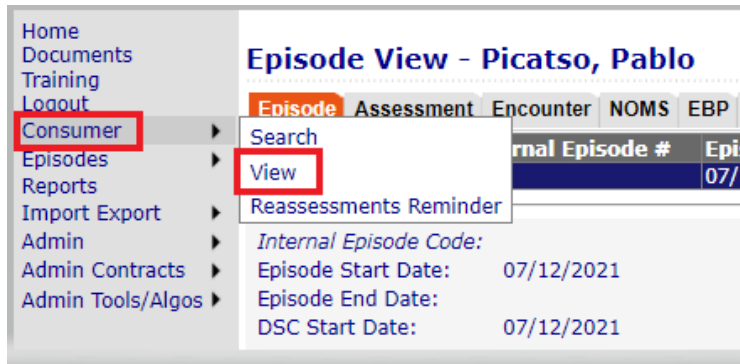 Home
Documents
Training
Logout
Consumer
Episodes
Reports
Import Export
Admin
Admin Contracts
Admin Tools/Algos
Episode View - Picatso, Pablo
Episode Assessment Encounter NOMS EBP
Search
View
Reassessments Reminder
rnal Episode # Epi
07/
Internal Episode Code:
Episode Start Date: 07/12/2021
Episode End Date:
DSC Start Date: 07/12/2021